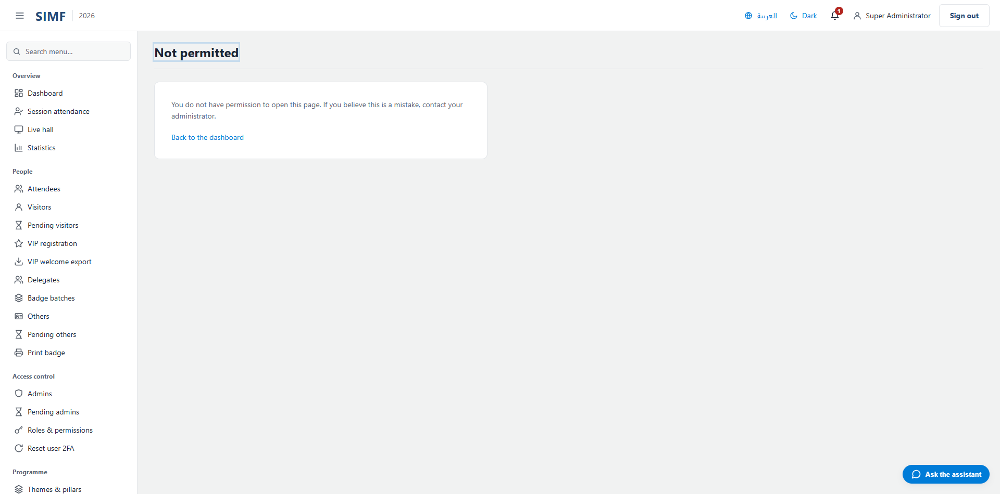 SIMF
2026
العربية
Dark
1
Super Administrator
Sign out
Search menu...
Overview
Dashboard
Session attendance
Live hall
Statistics
People
Attendees
Visitors
Pending visitors
VIP registration
VIP welcome export
Delegates
Badge batches
Others
Pending others
Print badge
Access control
Admins
Pending admins
Roles & permissions
Reset user 2FA
Programme
Themes & pillars
Not permitted
You do not have permission to open this page. If you believe this is a mistake, contact your
administrator.
Back to the dashboard
Ask the assistant